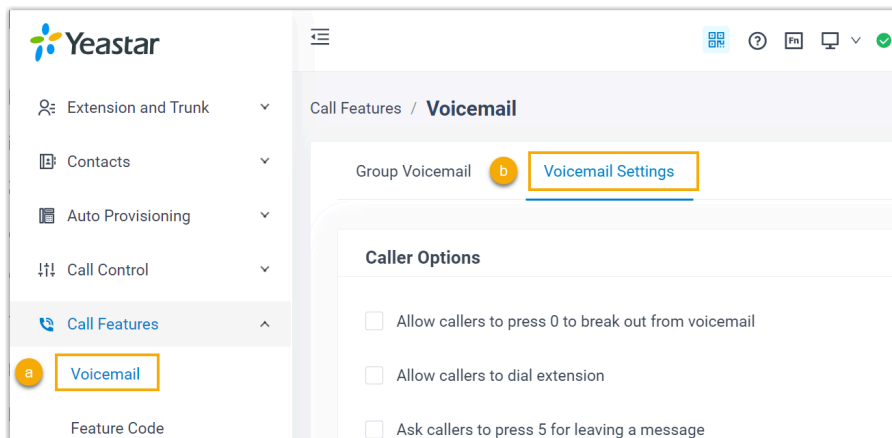 Yeastar
Fn
Extension and Trunk
Contacts
Auto Provisioning
Call Control
Call Features
a
Voicemail
Feature Code
Call Features / Voicemail
Group Voicemail
b
Voicemail Settings
Caller Options
Allow callers to press 0 to break out from voicemail
Allow callers to dial extension
Ask callers to press 5 for leaving a message